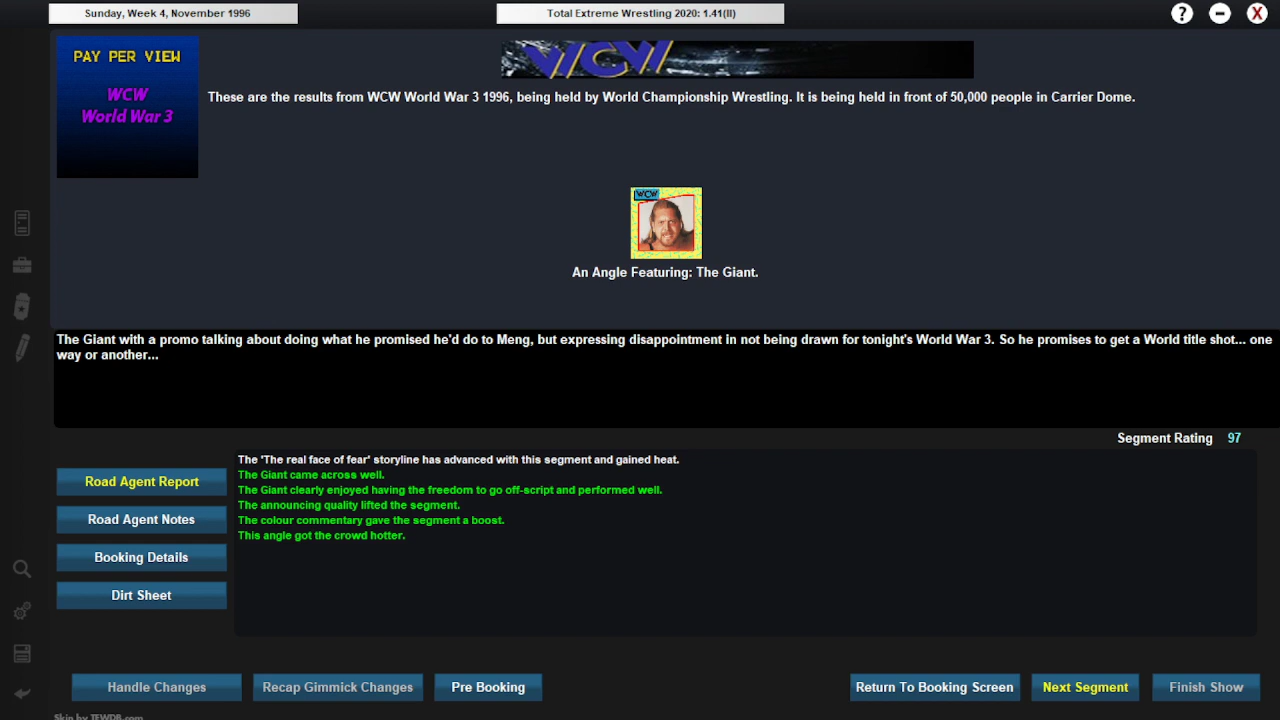 Sunday, Week 4, November 1996
Total Extreme Wrestling 2020: 1.41(II)
?
X
PAY PER VIEW
WCW
World War 3
WCW
These are the results from WCW World War 3 1996, being held by World Championship Wrestling. It is being held in front of 50,000 people in Carrier Dome.
WCW
An Angle Featuring: The Giant.
The Giant with a promo talking about doing what he promised he'd do to Meng, but expressing disappointment in not being drawn for tonight's World War 3. So he promises to get a World title shot... one
way or another...
Segment Rating 97
The 'The real face of fear' storyline has advanced with this segment and gained heat.
The Giant came across well.
The Giant clearly enjoyed having the freedom to go off-script and performed well.
The announcing quality lifted the segment.
The colour commentary gave the segment a boost.
This angle got the crowd hotter.
Road Agent Report
Road Agent Notes
Booking Details
Dirt Sheet
Handle Changes
Recap Gimmick Changes
Pre Booking
Return To Booking Screen
Next Segment
Finish Show
Skin by TEWDB.com